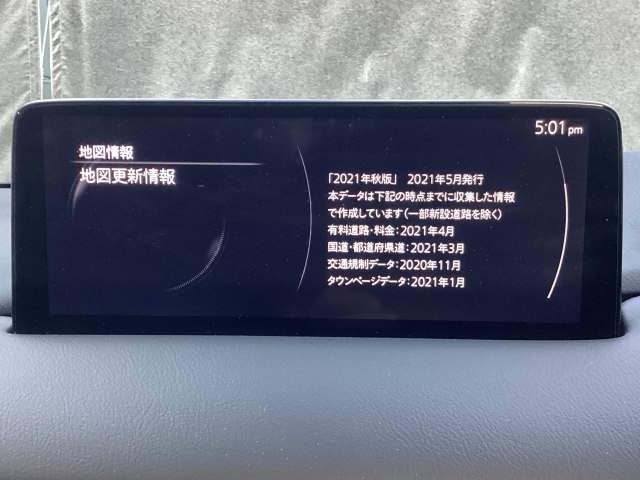 5:01 pm
地図情報
地図更新情報
「2021年秋版」 2021年5月発行
本データは下記の時点までに収集した情報
で作成しています(一部新設道路を除く)
有料道路・料金:2021年4月
国道・都道府県道:2021年3月
交通規制データ:2020年11月
タウンページデータ:2021年1月